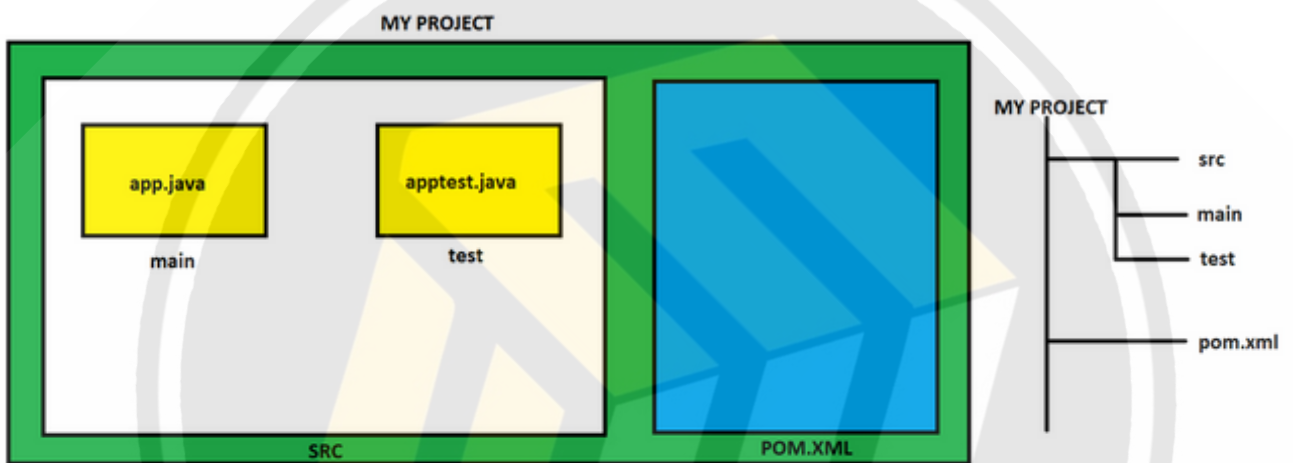 MY PROJECT
app.java
apptest.java
main
test
SRC
POM.XML
MY PROJECT
src
main
test
pom.xml